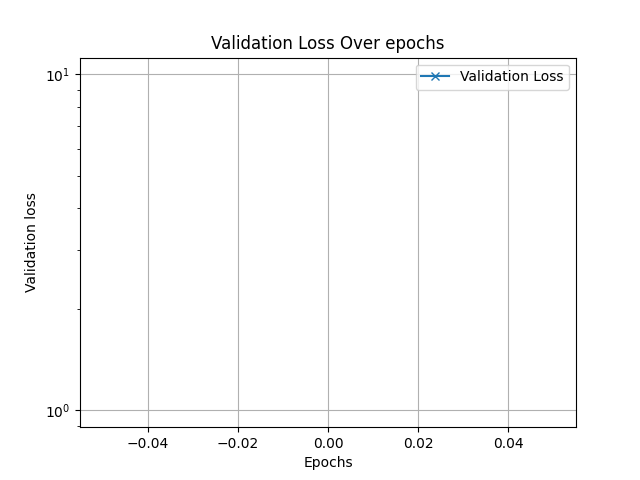 Validation Loss Over epochs
Validation Loss
10¹
10⁰
Validation loss
−0.04
−0.02
0.00
0.02
0.04
Epochs